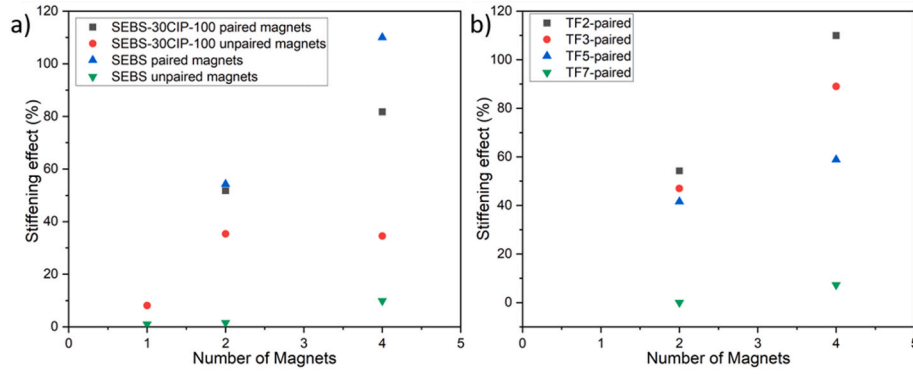 a)
SEBS-30CIP-100 paired magnets
SEBS-30CIP-100 unpaired magnets
SEBS paired magnets
SEBS unpaired magnets
Stiffening effect (%)
120
100
80
60
40
20
0
0 1 2 3 4 5
Number of Magnets
b)
TF2-paired
TF3-paired
TF5-paired
TF7-paired
Stiffening effect (%)
120
100
80
60
40
20
0
0 1 2 3 4 5
Number of Magnets